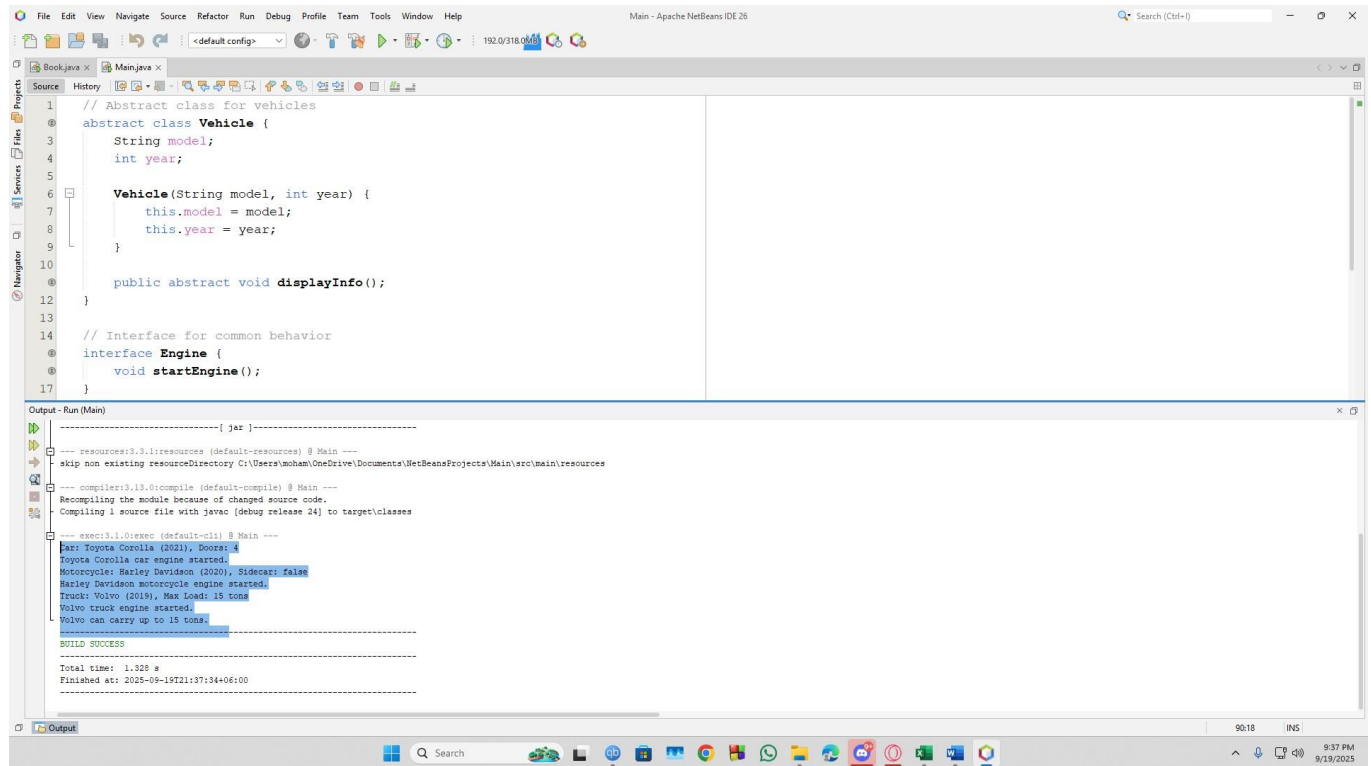 File Edit View Navigate Source Refactor Run Debug Profile Team Tools Window Help
Main - Apache NetBeans IDE 26
Search (Ctrl+I)
<default config>
192.0/318.0MB
Book.java
Main.java
Projects
Files
Services
Navigator
Source History
1 // Abstract class for vehicles
abstract class Vehicle {
3 String model;
4 int year;
5
6 Vehicle(String model, int year) {
7 this.model = model;
8 this.year = year;
9 }
10
public abstract void displayInfo();
12 }
13
14 // Interface for common behavior
interface Engine {
void startEngine();
17 }
Output - Run (Main)
--------------------------------[ jar ]---------------------------------
--- resources:3.3.1:resources (default-resources) @ Main ---
skip non existing resourceDirectory C:\Users\moham\OneDrive\Documents\NetBeansProjects\Main\src\main\resources
--- compiler:3.13.0:compile (default-compile) @ Main ---
Recompiling the module because of changed source code.
Compiling 1 source file with javac [debug release 24] to target\classes
--- exec:3.1.0:exec (default-cli) @ Main ---
Car: Toyota Corolla (2021), Doors: 4
Toyota Corolla car engine started.
Motorcycle: Harley Davidson (2020), Sidecar: false
Harley Davidson motorcycle engine started.
Truck: Volvo (2019), Max Load: 15 tons
Volvo truck engine started.
Volvo can carry up to 15 tons.
------------------------------------------------------------------------
BUILD SUCCESS
------------------------------------------------------------------------
Total time: 1.328 s
Finished at: 2025-09-19T21:37:34+06:00
------------------------------------------------------------------------
Output
90:18 INS
Search
9:37 PM
9/19/2025